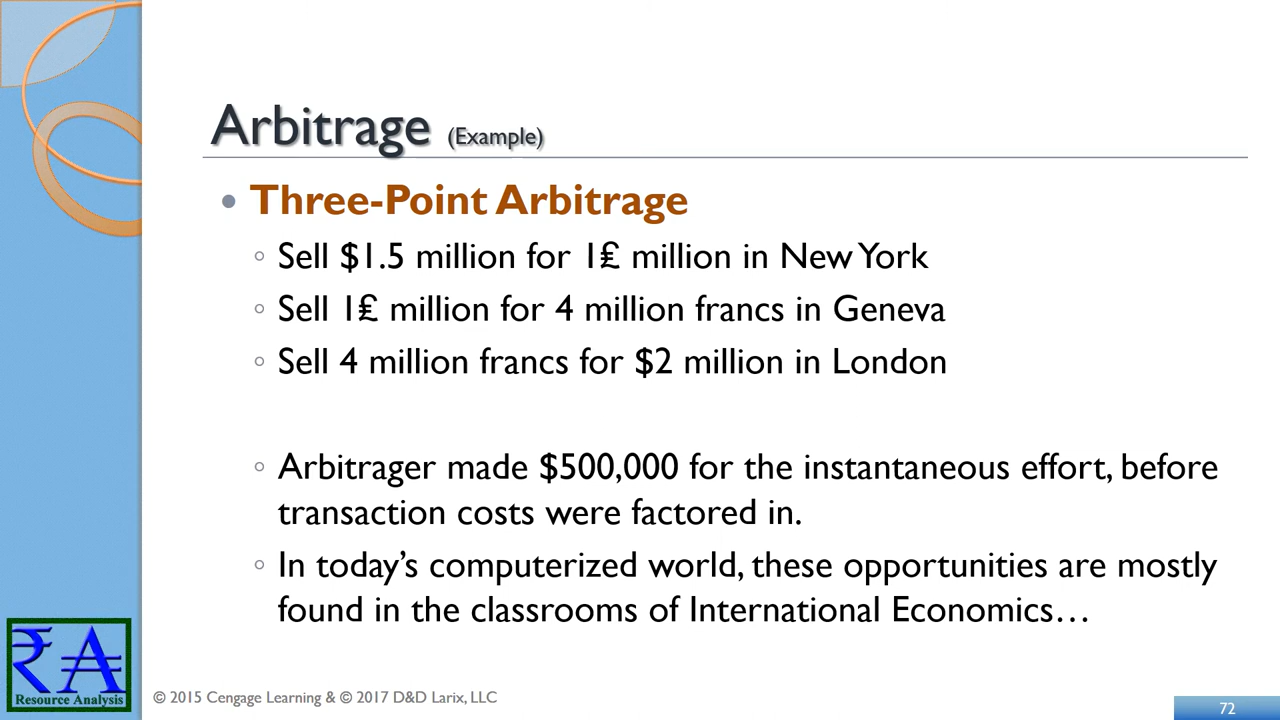 Arbitrage (Example)
• Three-Point Arbitrage
◦ Sell $1.5 million for 1₤ million in New York
◦ Sell 1₤ million for 4 million francs in Geneva
◦ Sell 4 million francs for $2 million in London
◦ Arbitrager made $500,000 for the instantaneous effort, before
transaction costs were factored in.
◦ In today’s computerized world, these opportunities are mostly
found in the classrooms of International Economics…
Resource Analysis
© 2015 Cengage Learning & © 2017 D&D Larix, LLC
72